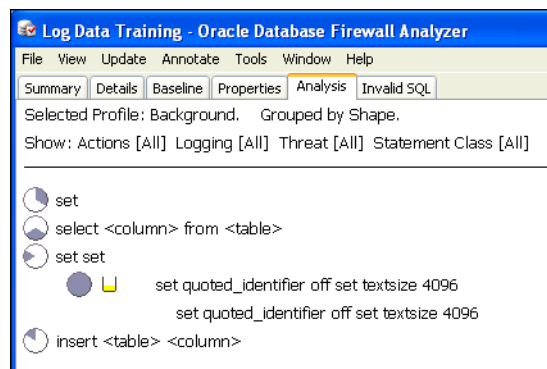 Log Data Training - Oracle Database Firewall Analyzer
File View Update Annotate Tools Window Help
Summary Details Baseline Properties Analysis Invalid SQL
Selected Profile: Background. Grouped by Shape.
Show: Actions [All] Logging [All] Threat [All] Statement Class [All]
set
select <column> from <table>
set set
set quoted_identifier off set textsize 4096
set quoted_identifier off set textsize 4096
insert <table> <column>